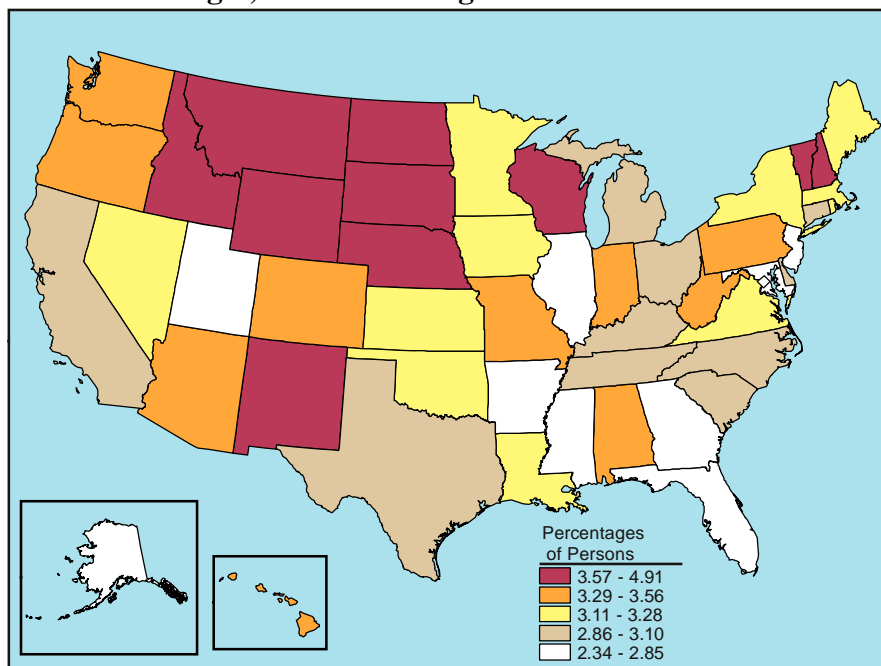 Percentages
of Persons
3.57 - 4.91
3.29 - 3.56
3.11 - 3.28
2.86 - 3.10
2.34 - 2.85